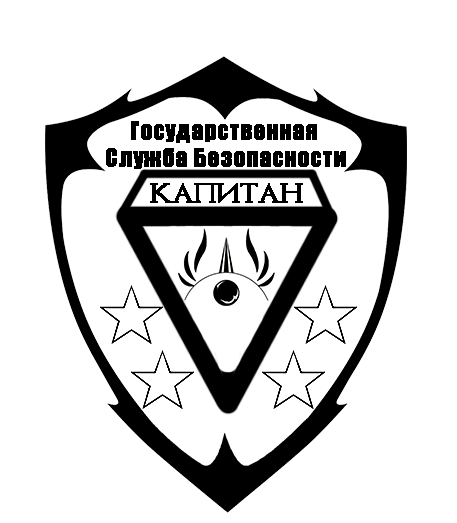 Государственная
Служба Безопасности
КАПИТАН